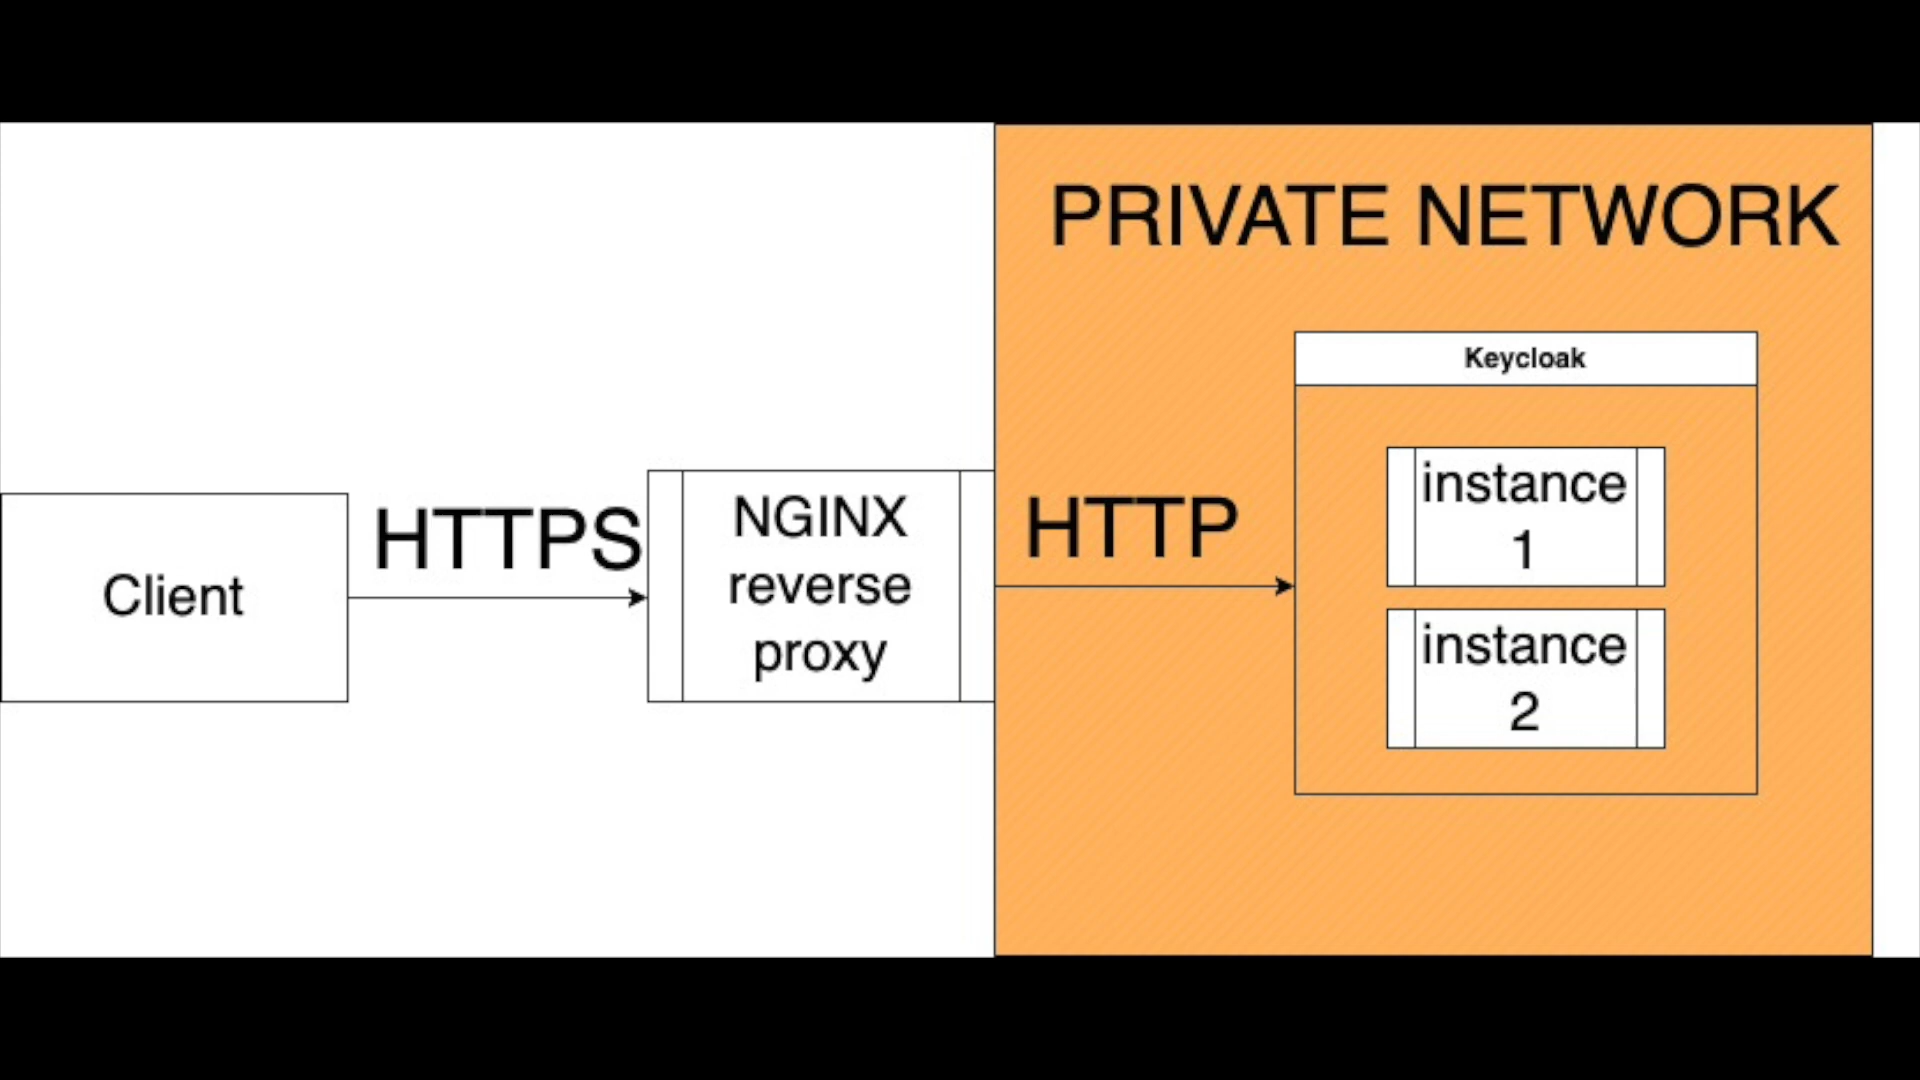 PRIVATE NETWORK
Keycloak
Client
HTTPS
NGINX
reverse
proxy
HTTP
instance
1
instance
2